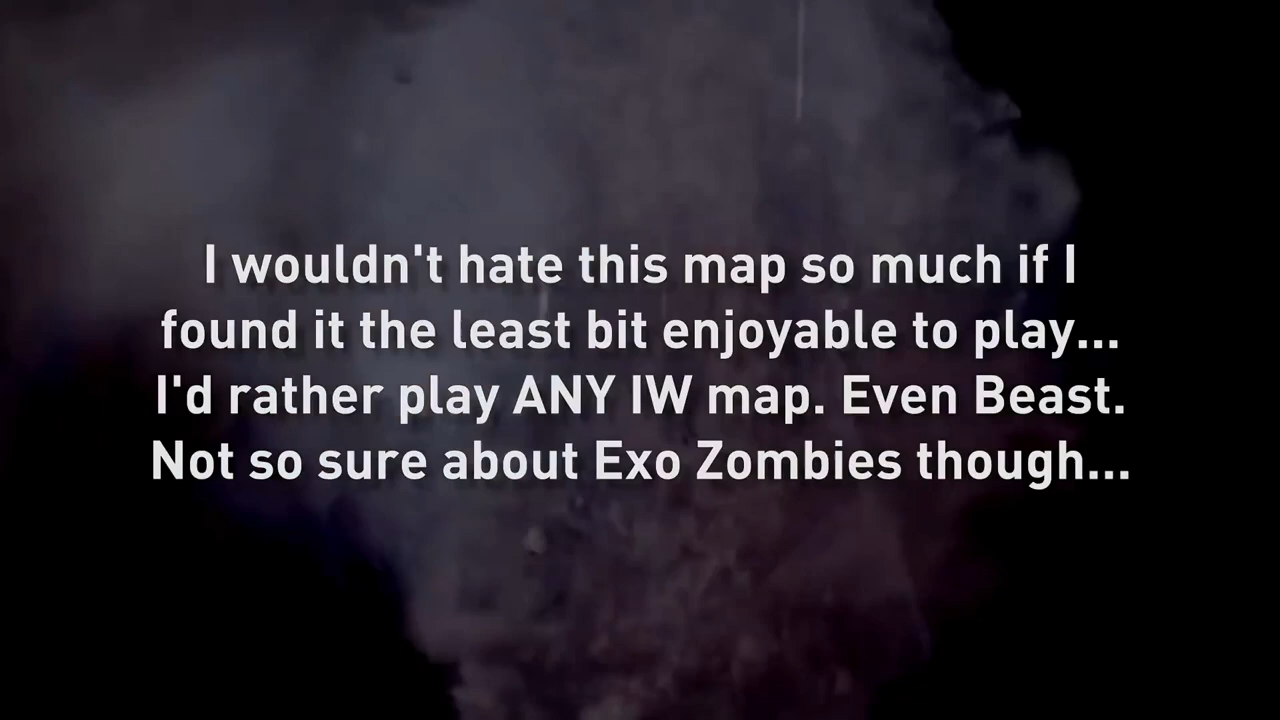 I wouldn't hate this map so much if I
found it the least bit enjoyable to play...
I'd rather play ANY IW map. Even Beast.
Not so sure about Exo Zombies though...